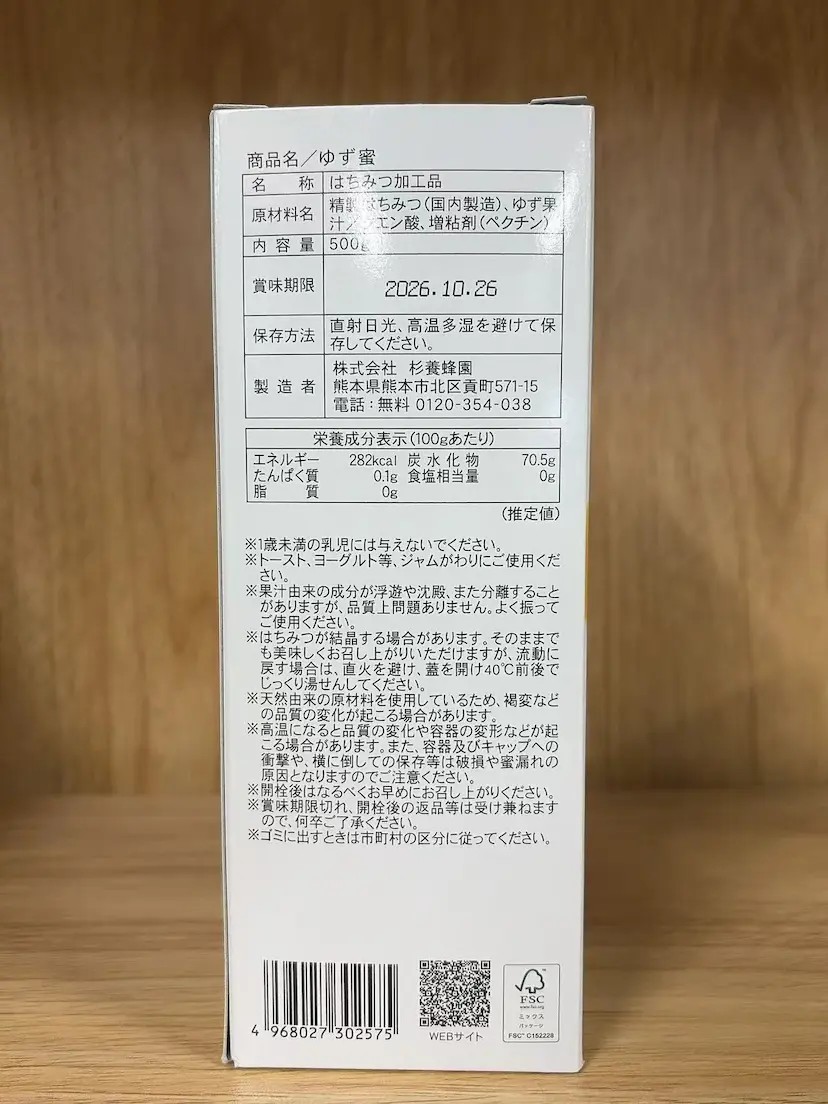 商品名／ゆず蜜
名称 はちみつ加工品
原材料名 精製はちみつ(国内製造)、ゆず果
汁／クエン酸、増粘剤(ペクチン)
内容量 500g
賞味期限 2026.10.26
保存方法 直射日光、高温多湿を避けて保
存してください。
製造者 株式会社 杉養蜂園
熊本県熊本市北区貢町571-15
電話:無料 0120-354-038
栄養成分表示(100gあたり)
エネルギー 282kcal 炭水化物 70.5g
たんぱく質 0.1g 食塩相当量 0g
脂質 0g
(推定値)
※1歳未満の乳児には与えないでください。
※トースト、ヨーグルト等、ジャムがわりにご使用くだ
さい。
※果汁由来の成分が浮遊や沈殿、また分離すること
がありますが、品質上問題ありません。よく振って
ご使用ください。
※はちみつが結晶する場合があります。そのままで
も美味しくお召し上がりいただけますが、流動に
戻す場合は、直火を避け、蓋を開け40℃前後で
じっくり湯せんしてください。
※天然由来の原材料を使用しているため、褐変など
の品質の変化が起こる場合があります。
※高温になると品質の変化や容器の変形などが起
こる場合があります。また、容器及びキャップへの
衝撃や、横に倒しての保存等は破損や蜜漏れの
原因となりますのでご注意ください。
※開栓後はなるべくお早めにお召し上がりください。
※賞味期限切れ、開栓後の返品等は受け兼ねます
ので、何卒ご了承ください。
※ゴミに出すときは市町村の区分に従ってください。
4 968027 302575
WEBサイト
FSC
www.fsc.org
ミックス
パッケージ
FSC™ C152228